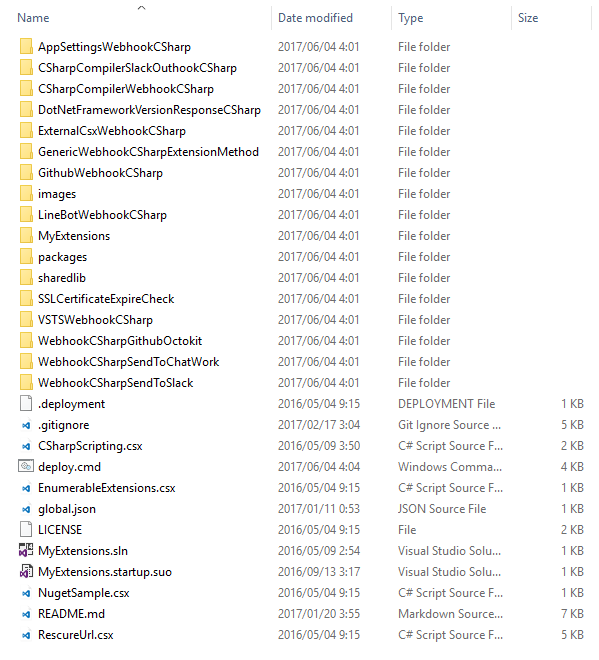 Name Date modified Type Size
AppSettingsWebhookCSharp 2017/06/04 4:01 File folder
CSharpCompilerSlackOuthookCSharp 2017/06/04 4:01 File folder
CSharpCompilerWebhookCSharp 2017/06/04 4:01 File folder
DotNetFrameworkVersionResponseCSharp 2017/06/04 4:01 File folder
ExternalCsxWebhookCSharp 2017/06/04 4:01 File folder
GenericWebhookCSharpExtensionMethod 2017/06/04 4:01 File folder
GithubWebhookCSharp 2017/06/04 4:01 File folder
images 2017/06/04 4:01 File folder
LineBotWebhookCSharp 2017/06/04 4:01 File folder
MyExtensions 2017/06/04 4:01 File folder
packages 2017/06/04 4:01 File folder
sharedlib 2017/06/04 4:01 File folder
SSLCertificateExpireCheck 2017/06/04 4:01 File folder
VSTSWebhookCSharp 2017/06/04 4:01 File folder
WebhookCSharpGithubOctokit 2017/06/04 4:01 File folder
WebhookCSharpSendToChatWork 2017/06/04 4:01 File folder
WebhookCSharpSendToSlack 2017/06/04 4:01 File folder
.deployment 2016/05/04 9:15 DEPLOYMENT File 1 KB
.gitignore 2017/02/17 3:04 Git Ignore Source ... 5 KB
CSharpScripting.csx 2016/05/09 3:50 C# Script Source F... 2 KB
deploy.cmd 2017/06/04 4:04 Windows Comma... 4 KB
EnumerableExtensions.csx 2016/05/04 9:15 C# Script Source F... 1 KB
global.json 2017/01/11 0:53 JSON Source File 1 KB
LICENSE 2016/05/04 9:15 File 2 KB
MyExtensions.sln 2016/05/09 2:54 Visual Studio Solu... 1 KB
MyExtensions.startup.suo 2016/09/13 3:17 Visual Studio Solu... 1 KB
NugetSample.csx 2016/05/04 9:15 C# Script Source F... 1 KB
README.md 2017/01/20 3:55 Markdown Source... 7 KB
RescureUrl.csx 2016/05/04 9:15 C# Script Source F... 5 KB